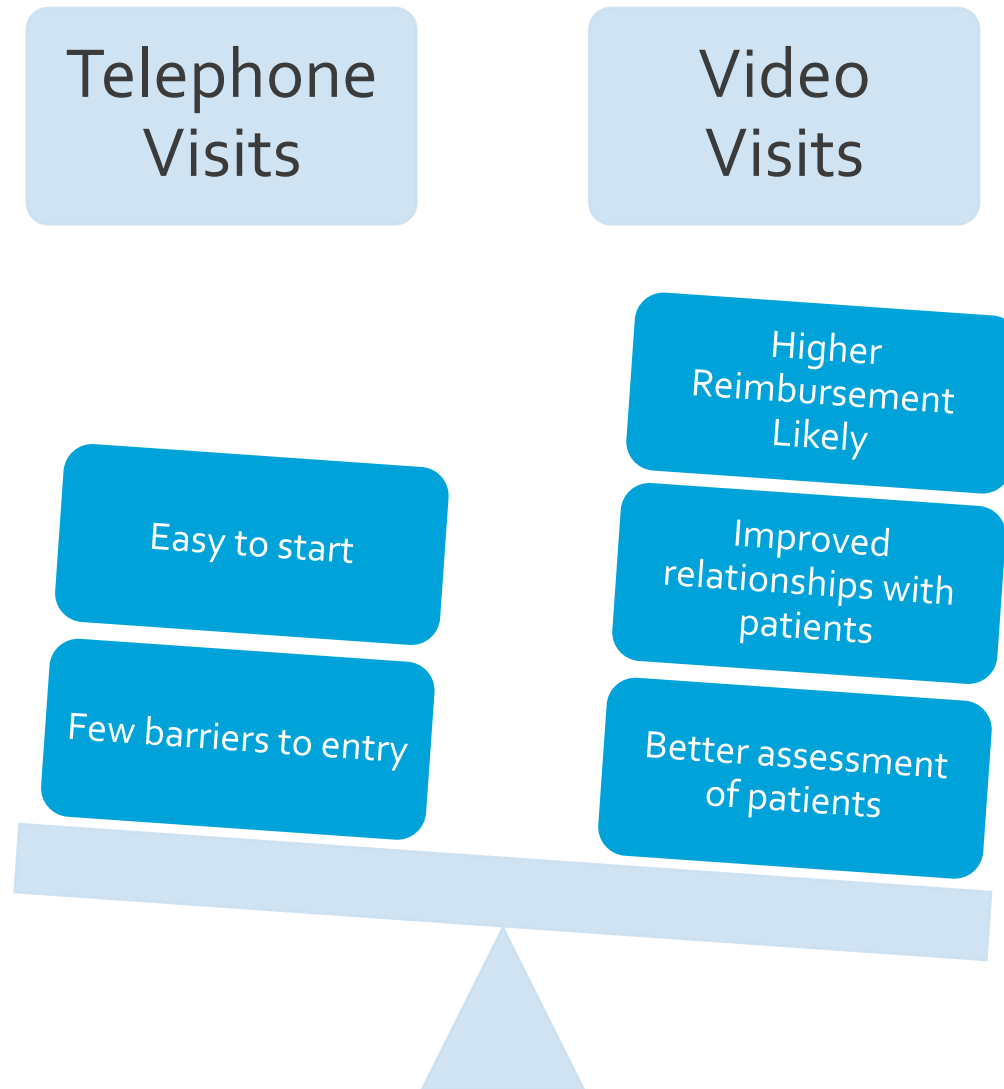 Telephone
Visits
Video
Visits
Easy to start
Few barriers to entry
Higher
Reimbursement
Likely
Improved
relationships with
patients
Better assessment
of patients